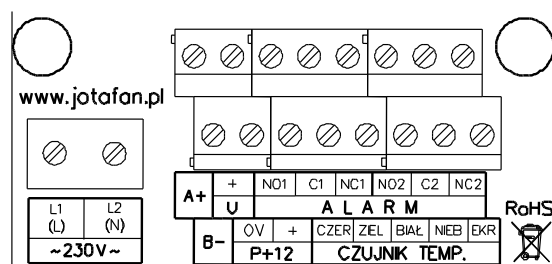 www.jotafan.pl
A+ + NO1 C1 NC1 NO2 C2 NC2
U ALARM
L1 L2
(L) (N)
~230V~
B- 0V + CZER ZIEL BIAŁ NIEB EKR
P+12 CZUJNIK TEMP.
RoHS